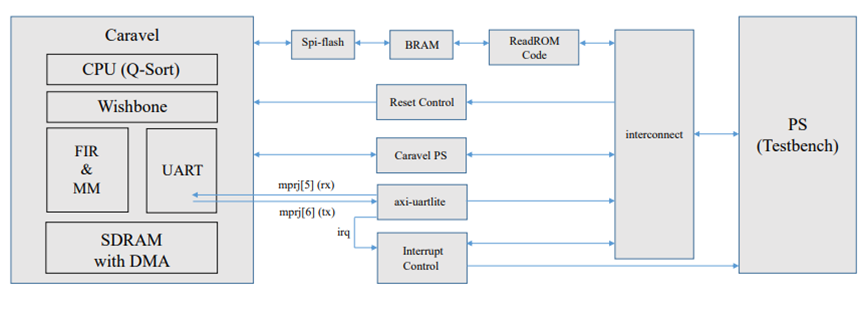 Caravel
CPU (Q-Sort)
Wishbone
FIR
&
MM
UART
SDRAM
with DMA
Spi-flash
BRAM
ReadROM
Code
Reset Control
Caravel PS
mprj[5] (rx)
mprj[6] (tx)
axi-uartlite
irq
Interrupt
Control
interconnect
PS
(Testbench)